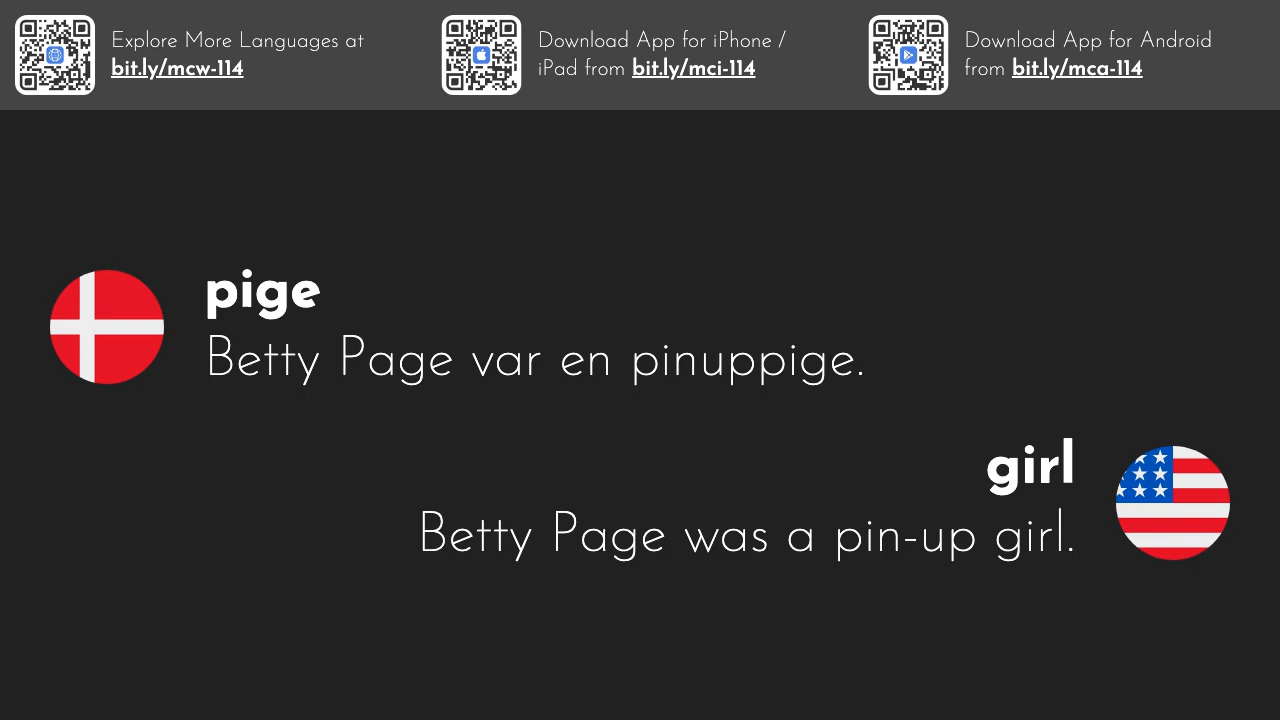 Explore More Languages at
bit.ly/mcw-114
Download App for iPhone /
iPad from bit.ly/mci-114
Download App for Android
from bit.ly/mca-114
pige
Betty Page var en pinuppige.
girl
Betty Page was a pin-up girl.